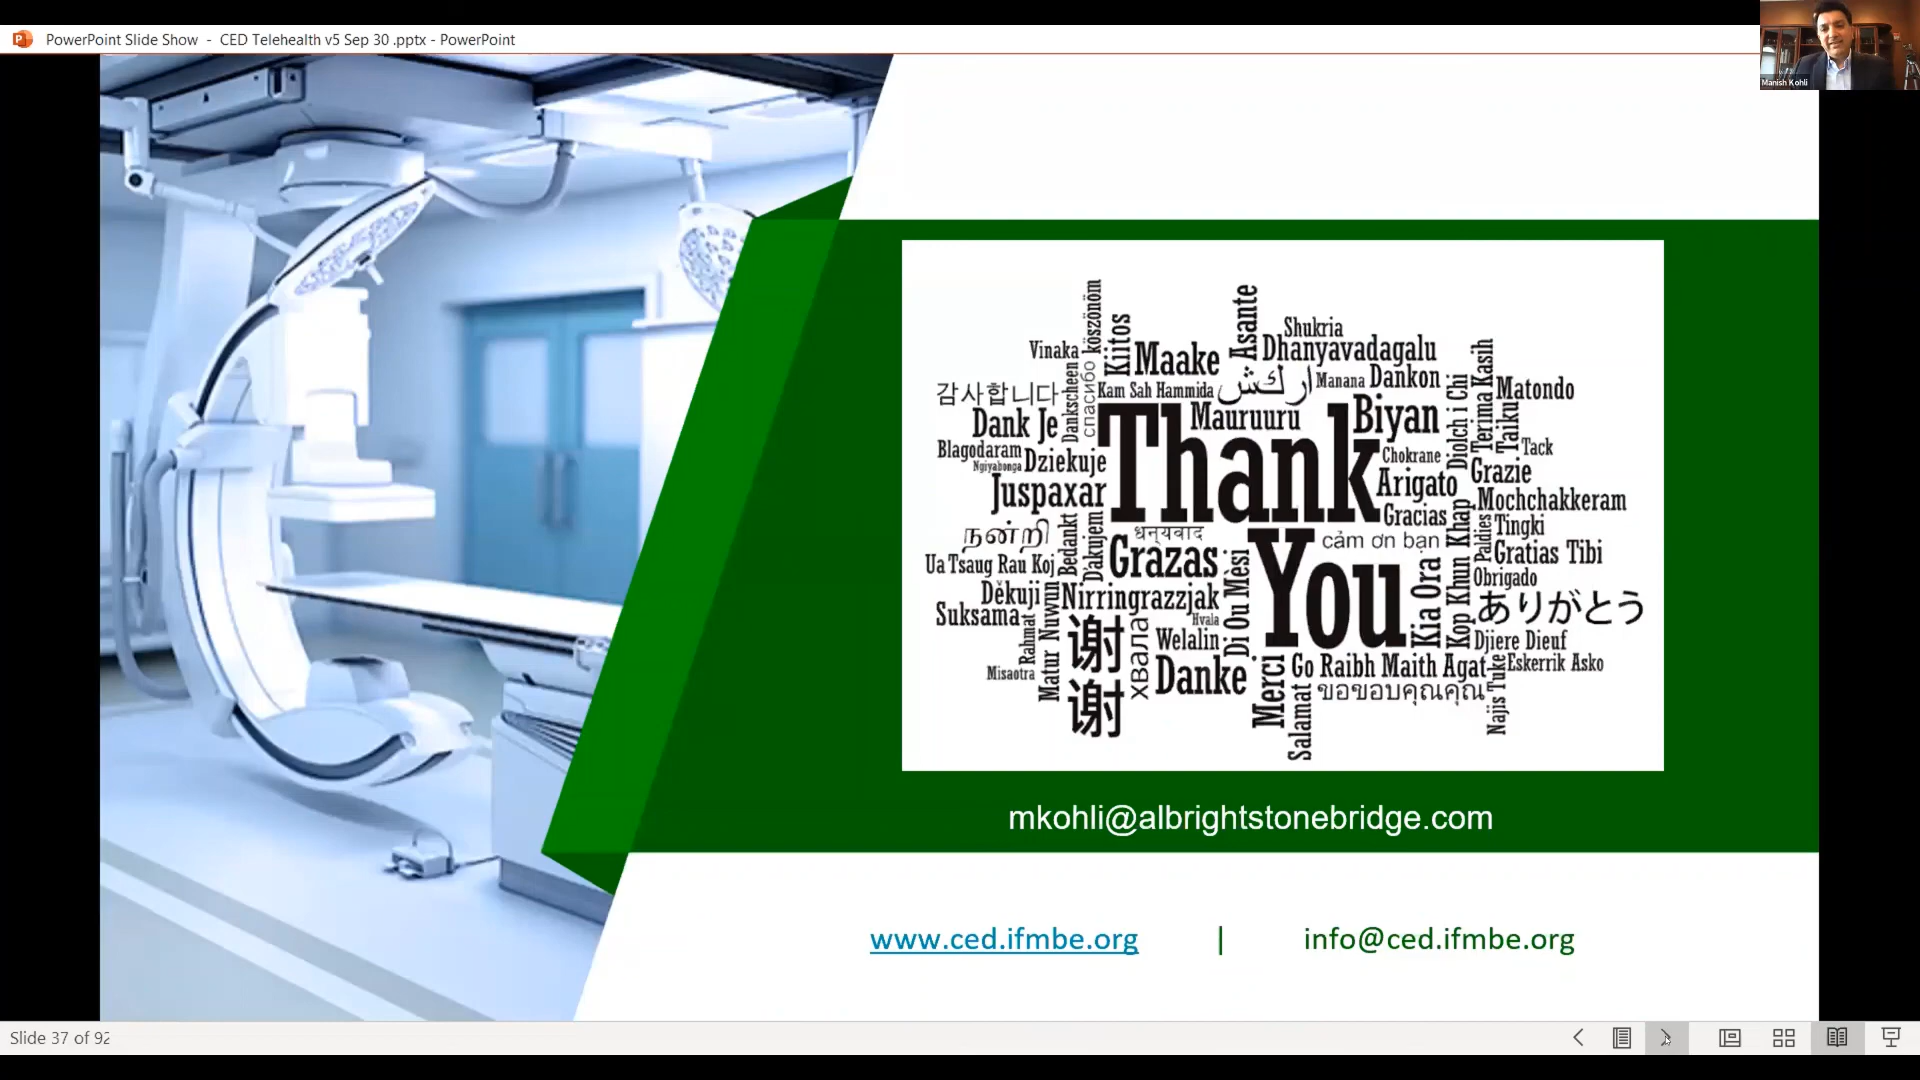 PowerPoint Slide Show - CED Telehealth v5 Sep 30 .pptx - PowerPoint
Manish Kohli
köszönöm
Kiitos
Asante
Shukria
Vinaka
Maake
Dhanyavadagalu
Terima Kasih
감사합니다
Dankscheen
спасибо
Kam Sah Hammida
Manana
Dankon
Diolch i Chi
Matondo
Dank Je
Mauruuru
Biyan
Taiku
Blagodaram
Ngiyabonga
Dziekuje
Thank
Chokrane
Tack
Juspaxar
Arigato
Grazie
Gracias
Mochchakkeram
நன்றி
Bedankt
D'akujem
धन्यवाद
cảm ơn bạn
Kop Khun Khap
Paldies
Tingki
Ua Tsaug Rau Koj
Grazas
You
Gratias Tibi
Děkuji
Nirringrazzjak
Di Ou Mèsi
Kia Ora
Obrigado
Suksama
Rahmat
Matur Nuwun
谢谢
хвала
Hvala
Welalin
ありがとう
Djiere Dieuf
Misaotra
Danke
Merci
Go Raibh Maith Agat
Najis Tuke
Eskerrik Asko
Salamat
ขอขอบคุณคุณ
mkohli@albrightstonebridge.com
www.ced.ifmbe.org | info@ced.ifmbe.org
Slide 37 of 92